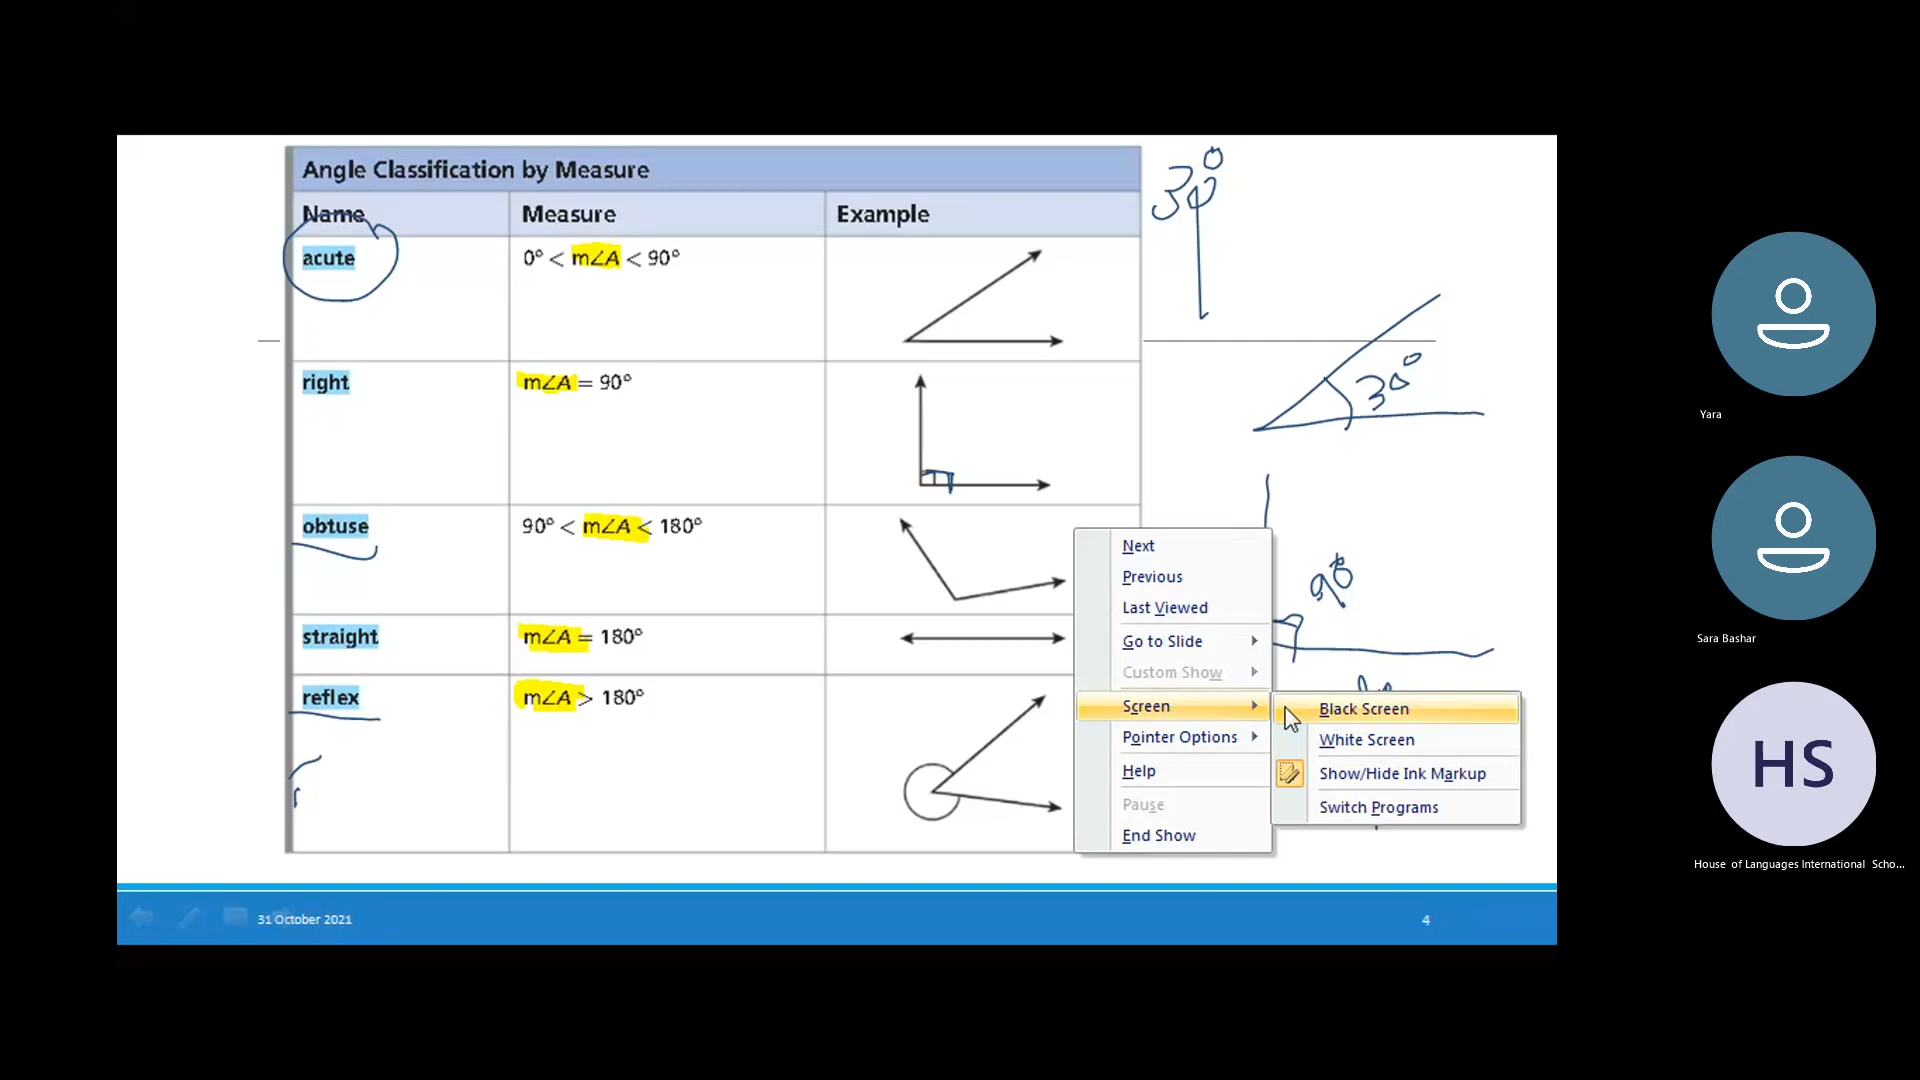 Angle Classification by Measure
Name Measure Example
acute 0° < m∠A < 90°
right m∠A = 90°
obtuse 90° < m∠A < 180°
straight m∠A = 180°
reflex m∠A > 180°
30°
30°
90°
Next
Previous
Last Viewed
Go to Slide
Custom Show
Screen
Pointer Options
Help
Pause
End Show
Black Screen
White Screen
Show/Hide Ink Markup
Switch Programs
31 October 2021
4
Yara
Sara Bashar
HS
House of Languages International Scho...